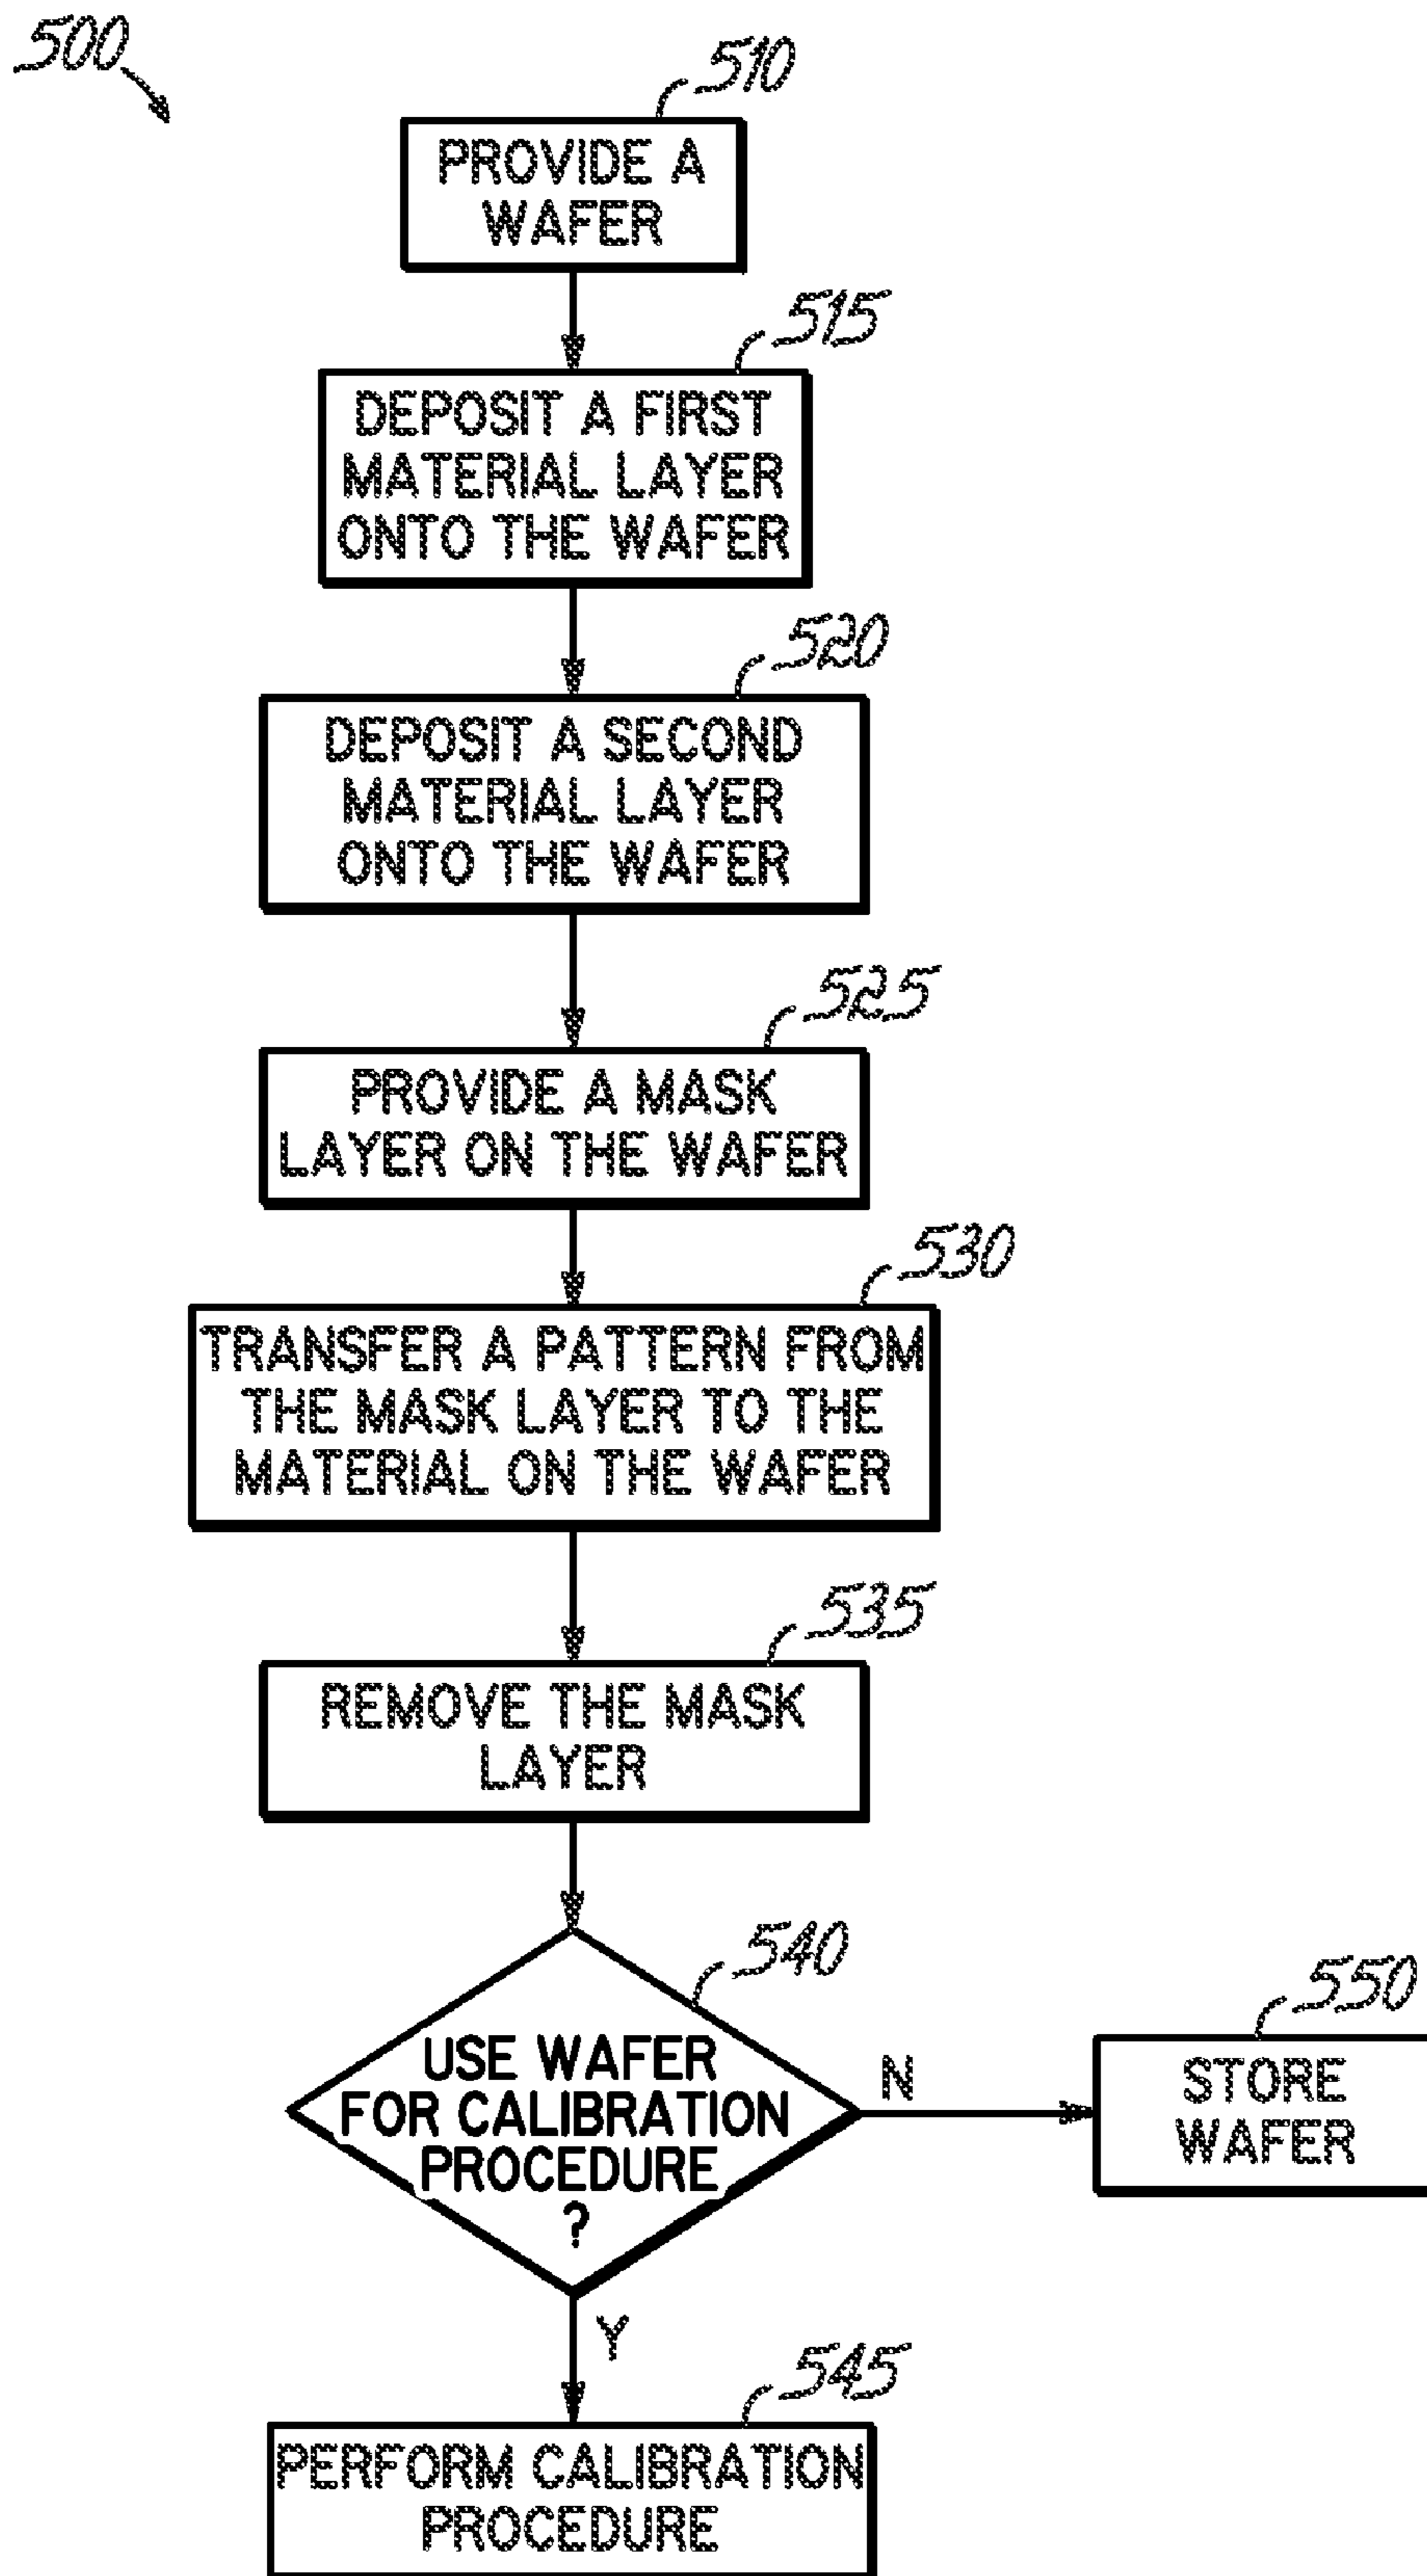 500
510
PROVIDE A
WAFER
515
DEPOSIT A FIRST
MATERIAL LAYER
ONTO THE WAFER
520
DEPOSIT A SECOND
MATERIAL LAYER
ONTO THE WAFER
525
PROVIDE A MASK
LAYER ON THE WAFER
530
TRANSFER A PATTERN FROM
THE MASK LAYER TO THE
MATERIAL ON THE WAFER
535
REMOVE THE MASK
LAYER
540
USE WAFER
FOR CALIBRATION
PROCEDURE
?
N
550
STORE
WAFER
Y
545
PERFORM CALIBRATION
PROCEDURE